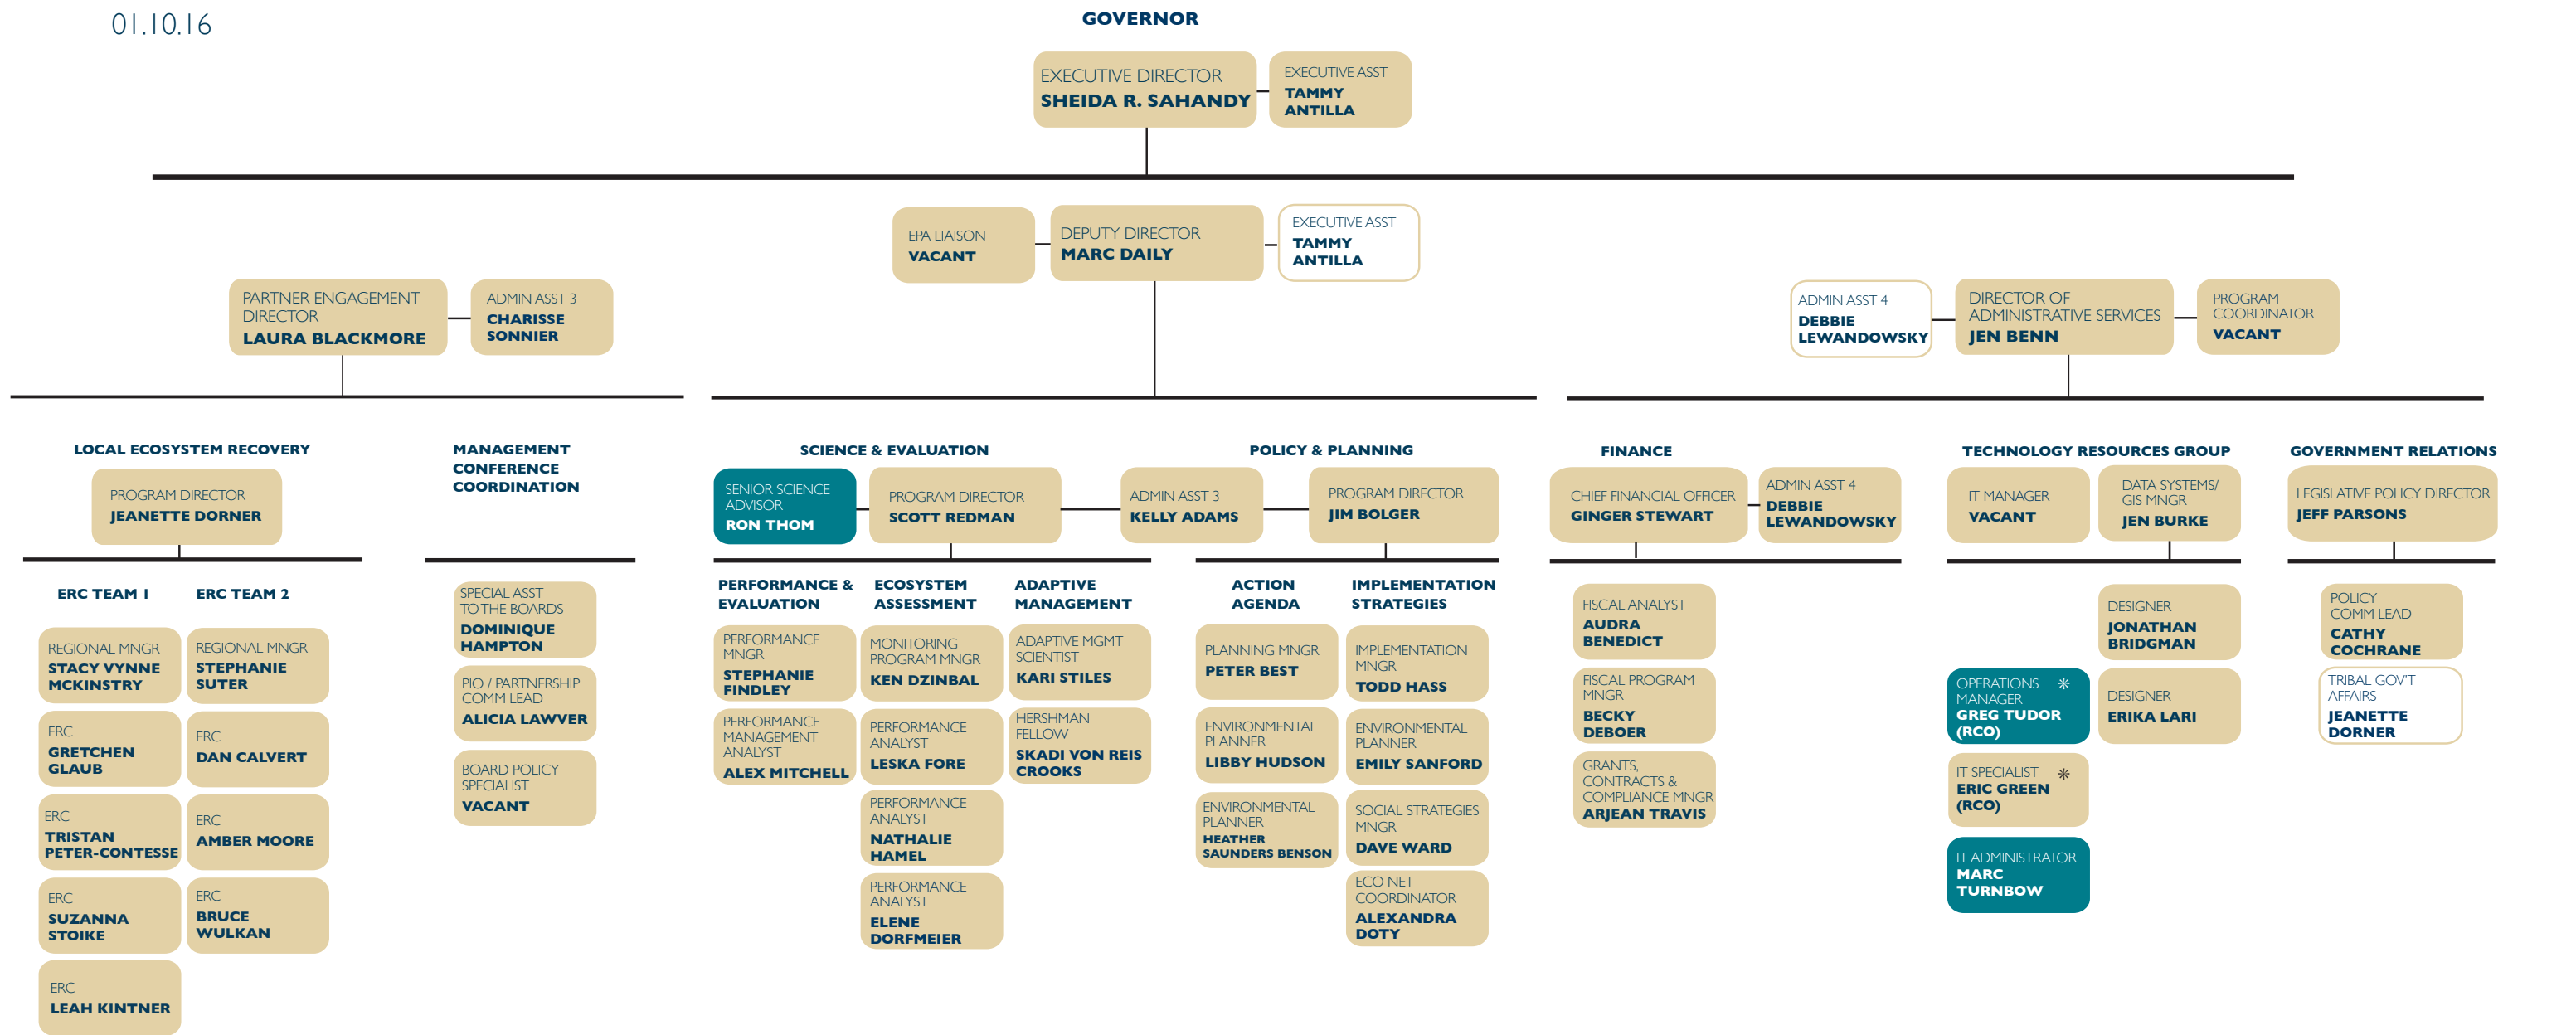 01.10.16
GOVERNOR
EXECUTIVE DIRECTOR
SHEIDA R. SAHANDY
EXECUTIVE ASST
TAMMY
ANTILLA
EPA LIAISON
VACANT
DEPUTY DIRECTOR
MARC DAILY
EXECUTIVE ASST
TAMMY
ANTILLA
PARTNER ENGAGEMENT
DIRECTOR
LAURA BLACKMORE
ADMIN ASST 3
CHARISSE
SONNIER
ADMIN ASST 4
DEBBIE
LEWANDOWSKY
DIRECTOR OF
ADMINISTRATIVE SERVICES
JEN BENN
PROGRAM
COORDINATOR
VACANT
LOCAL ECOSYSTEM RECOVERY
PROGRAM DIRECTOR
JEANETTE DORNER
ERC TEAM 1
REGIONAL MNGR
STACY VYNNE
MCKINSTRY
ERC
GRETCHEN
GLAUB
ERC
TRISTAN
PETER-CONTESSE
ERC
SUZANNA
STOIKE
ERC
LEAH KINTNER
ERC TEAM 2
REGIONAL MNGR
STEPHANIE
SUTER
ERC
DAN CALVERT
ERC
AMBER MOORE
ERC
BRUCE
WULKAN
MANAGEMENT
CONFERENCE
COORDINATION
SPECIAL ASST
TO THE BOARDS
DOMINIQUE
HAMPTON
PIO / PARTNERSHIP
COMM LEAD
ALICIA LAWVER
BOARD POLICY
SPECIALIST
VACANT
SCIENCE & EVALUATION
SENIOR SCIENCE
ADVISOR
RON THOM
PROGRAM DIRECTOR
SCOTT REDMAN
ADMIN ASST 3
KELLY ADAMS
POLICY & PLANNING
PROGRAM DIRECTOR
JIM BOLGER
PERFORMANCE &
EVALUATION
PERFORMANCE
MNGR
STEPHANIE
FINDLEY
PERFORMANCE
MANAGEMENT
ANALYST
ALEX MITCHELL
ECOSYSTEM
ASSESSMENT
MONITORING
PROGRAM MNGR
KEN DZINBAL
PERFORMANCE
ANALYST
LESKA FORE
PERFORMANCE
ANALYST
NATHALIE
HAMEL
PERFORMANCE
ANALYST
ELENE
DORFMEIER
ADAPTIVE
MANAGEMENT
ADAPTIVE MGMT
SCIENTIST
KARI STILES
HERSHMAN
FELLOW
SKADI VON REIS
CROOKS
ACTION
AGENDA
PLANNING MNGR
PETER BEST
ENVIRONMENTAL
PLANNER
LIBBY HUDSON
ENVIRONMENTAL
PLANNER
HEATHER
SAUNDERS BENSON
IMPLEMENTATION
STRATEGIES
IMPLEMENTATION
MNGR
TODD HASS
ENVIRONMENTAL
PLANNER
EMILY SANFORD
SOCIAL STRATEGIES
MNGR
DAVE WARD
ECO NET
COORDINATOR
ALEXANDRA
DOTY
FINANCE
CHIEF FINANCIAL OFFICER
GINGER STEWART
ADMIN ASST 4
DEBBIE
LEWANDOWSKY
FISCAL ANALYST
AUDRA
BENEDICT
FISCAL PROGRAM
MNGR
BECKY
DEBOER
GRANTS,
CONTRACTS &
COMPLIANCE MNGR
ARJEAN TRAVIS
TECHNOLOGY RESOURCES GROUP
IT MANAGER
VACANT
DATA SYSTEMS/
GIS MNGR
JEN BURKE
OPERATIONS ✻
MANAGER
GREG TUDOR
(RCO)
IT SPECIALIST ✻
ERIC GREEN
(RCO)
IT ADMINISTRATOR
MARC
TURNBOW
DESIGNER
JONATHAN
BRIDGMAN
DESIGNER
ERIKA LARI
GOVERNMENT RELATIONS
LEGISLATIVE POLICY DIRECTOR
JEFF PARSONS
POLICY
COMM LEAD
CATHY
COCHRANE
TRIBAL GOV'T
AFFAIRS
JEANETTE
DORNER